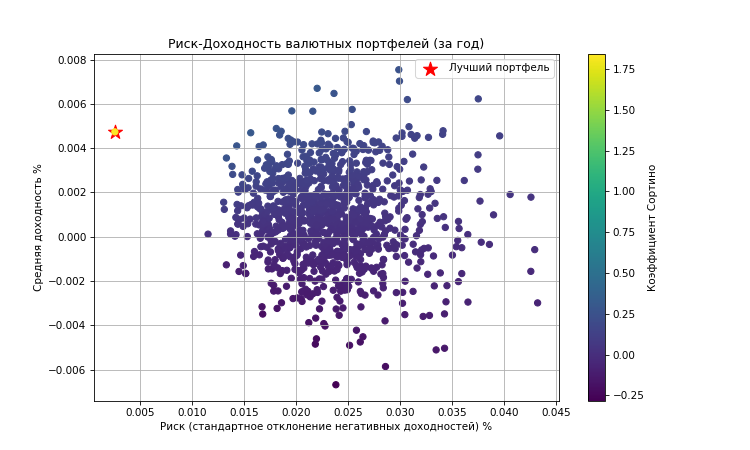 Риск-Доходность валютных портфелей (за год)
Лучший портфель
0.008
0.006
0.004
0.002
0.000
−0.002
−0.004
−0.006
Средняя доходность %
0.005 0.010 0.015 0.020 0.025 0.030 0.035 0.040 0.045
Риск (стандартное отклонение негативных доходностей) %
1.75
1.50
1.25
1.00
0.75
0.50
0.25
0.00
−0.25
Коэффициент Сортино